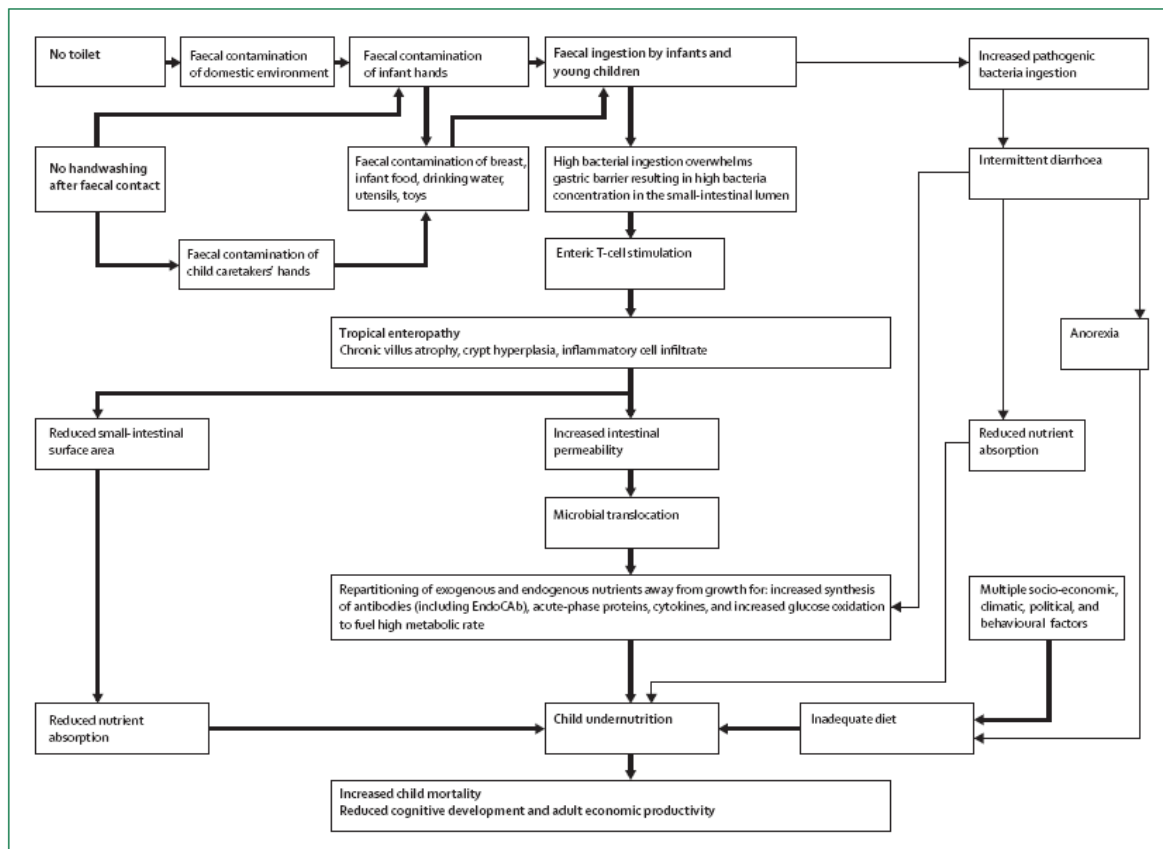 No toilet
Faecal contamination
of domestic environment
Faecal contamination
of infant hands
Faecal ingestion by infants and
young children
Increased pathogenic
bacteria ingestion
No handwashing
after faecal contact
Faecal contamination of breast,
infant food, drinking water,
utensils, toys
High bacterial ingestion overwhelms
gastric barrier resulting in high bacteria
concentration in the small-intestinal lumen
Intermittent diarrhoea
Faecal contamination of
child caretakers' hands
Enteric T-cell stimulation
Tropical enteropathy
Chronic villus atrophy, crypt hyperplasia, inflammatory cell infiltrate
Anorexia
Reduced small-intestinal
surface area
Increased intestinal
permeability
Reduced nutrient
absorption
Microbial translocation
Repartitioning of exogenous and endogenous nutrients away from growth for: increased synthesis
of antibodies (including EndoCAb), acute-phase proteins, cytokines, and increased glucose oxidation
to fuel high metabolic rate
Multiple socio-economic,
climatic, political, and
behavioural factors
Reduced nutrient
absorption
Child undernutrition
Inadequate diet
Increased child mortality
Reduced cognitive development and adult economic productivity